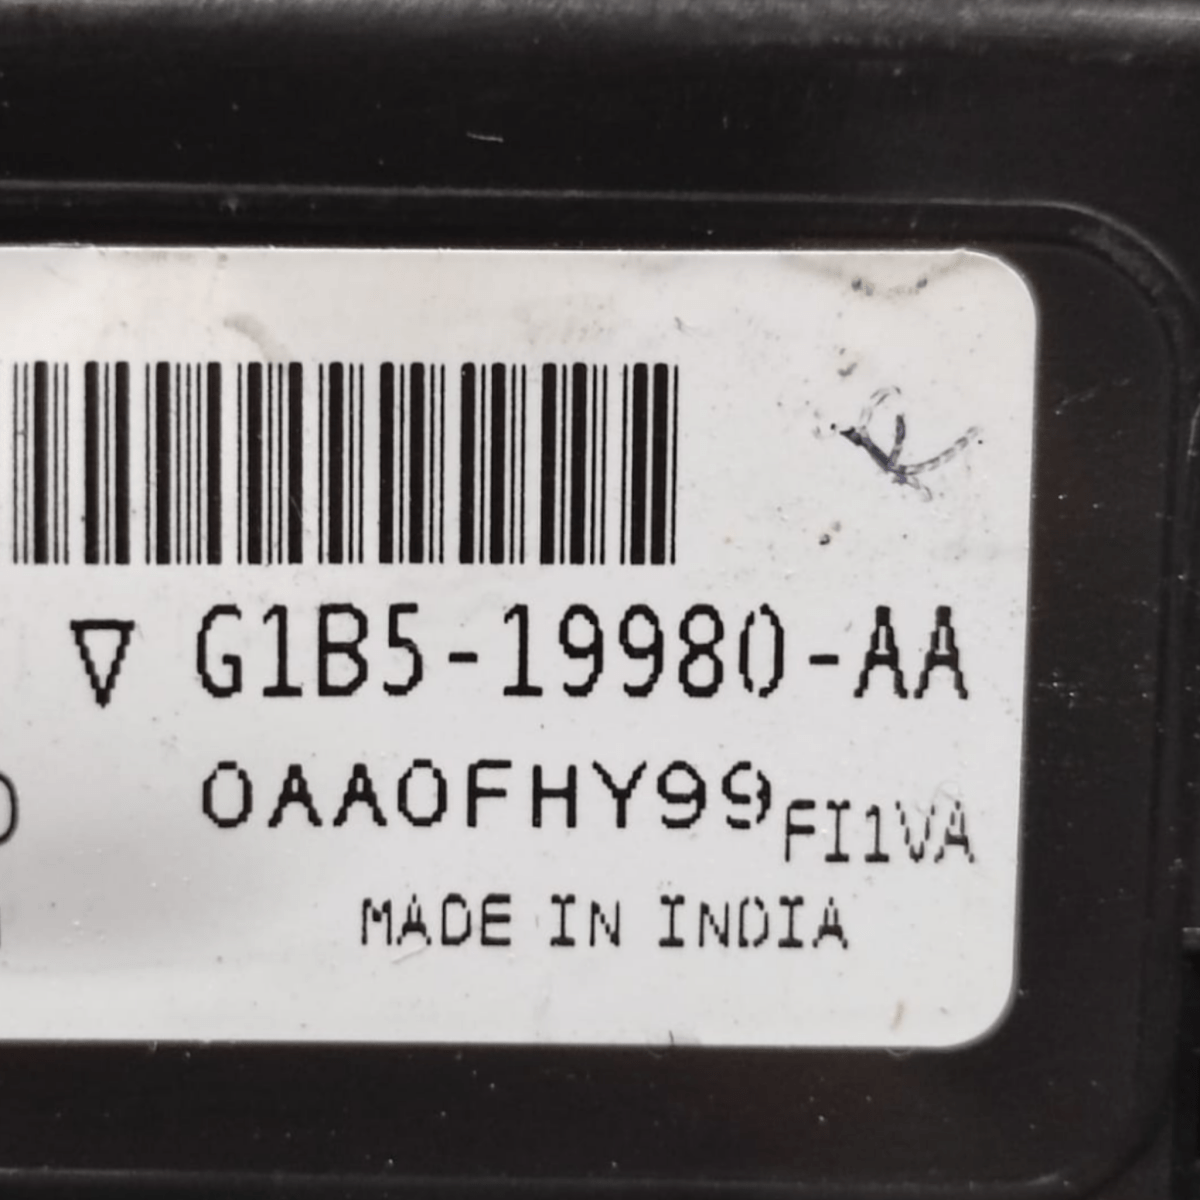 ▽ G1B5-19980-AA
0AA0FHY99 FI1VA
MADE IN INDIA